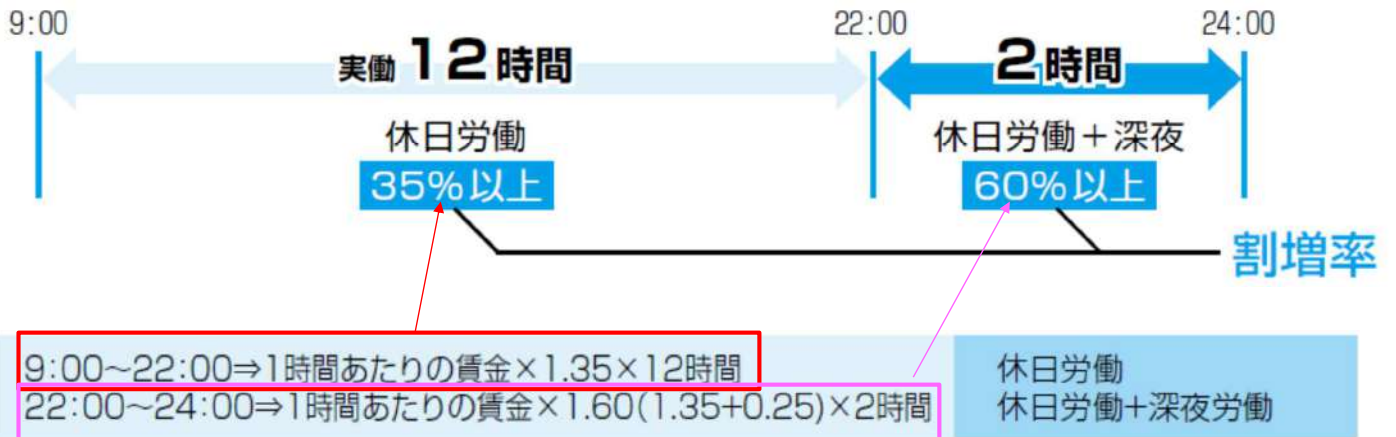 9:00
22:00
24:00
実働12時間
2時間
休日労働
休日労働＋深夜
35%以上
60%以上
割増率
9:00～22:00⇒1時間あたりの賃金×1.35×12時間
休日労働
22:00～24:00⇒1時間あたりの賃金×1.60(1.35+0.25)×2時間
休日労働+深夜労働